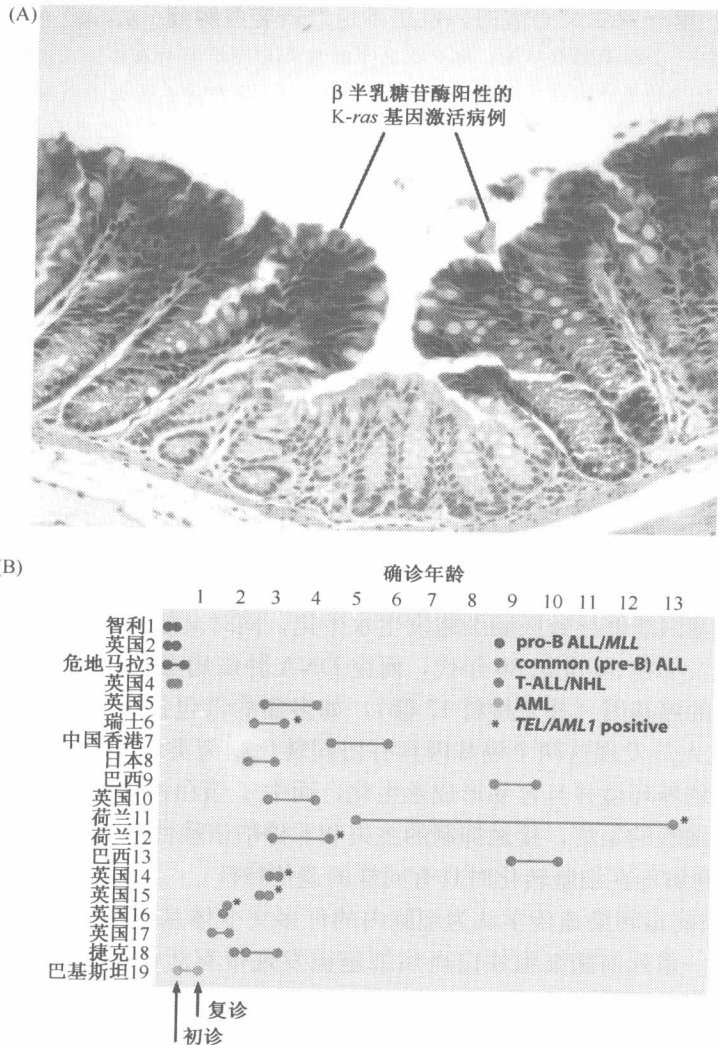 (A)
β 半乳糖苷酶阳性的
K-ras 基因激活病例
(B)
确诊年龄
1 2 3 4 5 6 7 8 9 10 11 12 13
智利1
英国2
危地马拉3
英国4
英国5
瑞士6
中国香港7
日本8
巴西9
英国10
荷兰11
荷兰12
巴西13
英国14
英国15
英国16
英国17
捷克18
巴基斯坦19
pro-B ALL/MLL
common (pre-B) ALL
T-ALL/NHL
AML
* TEL/AML1 positive
复诊
初诊